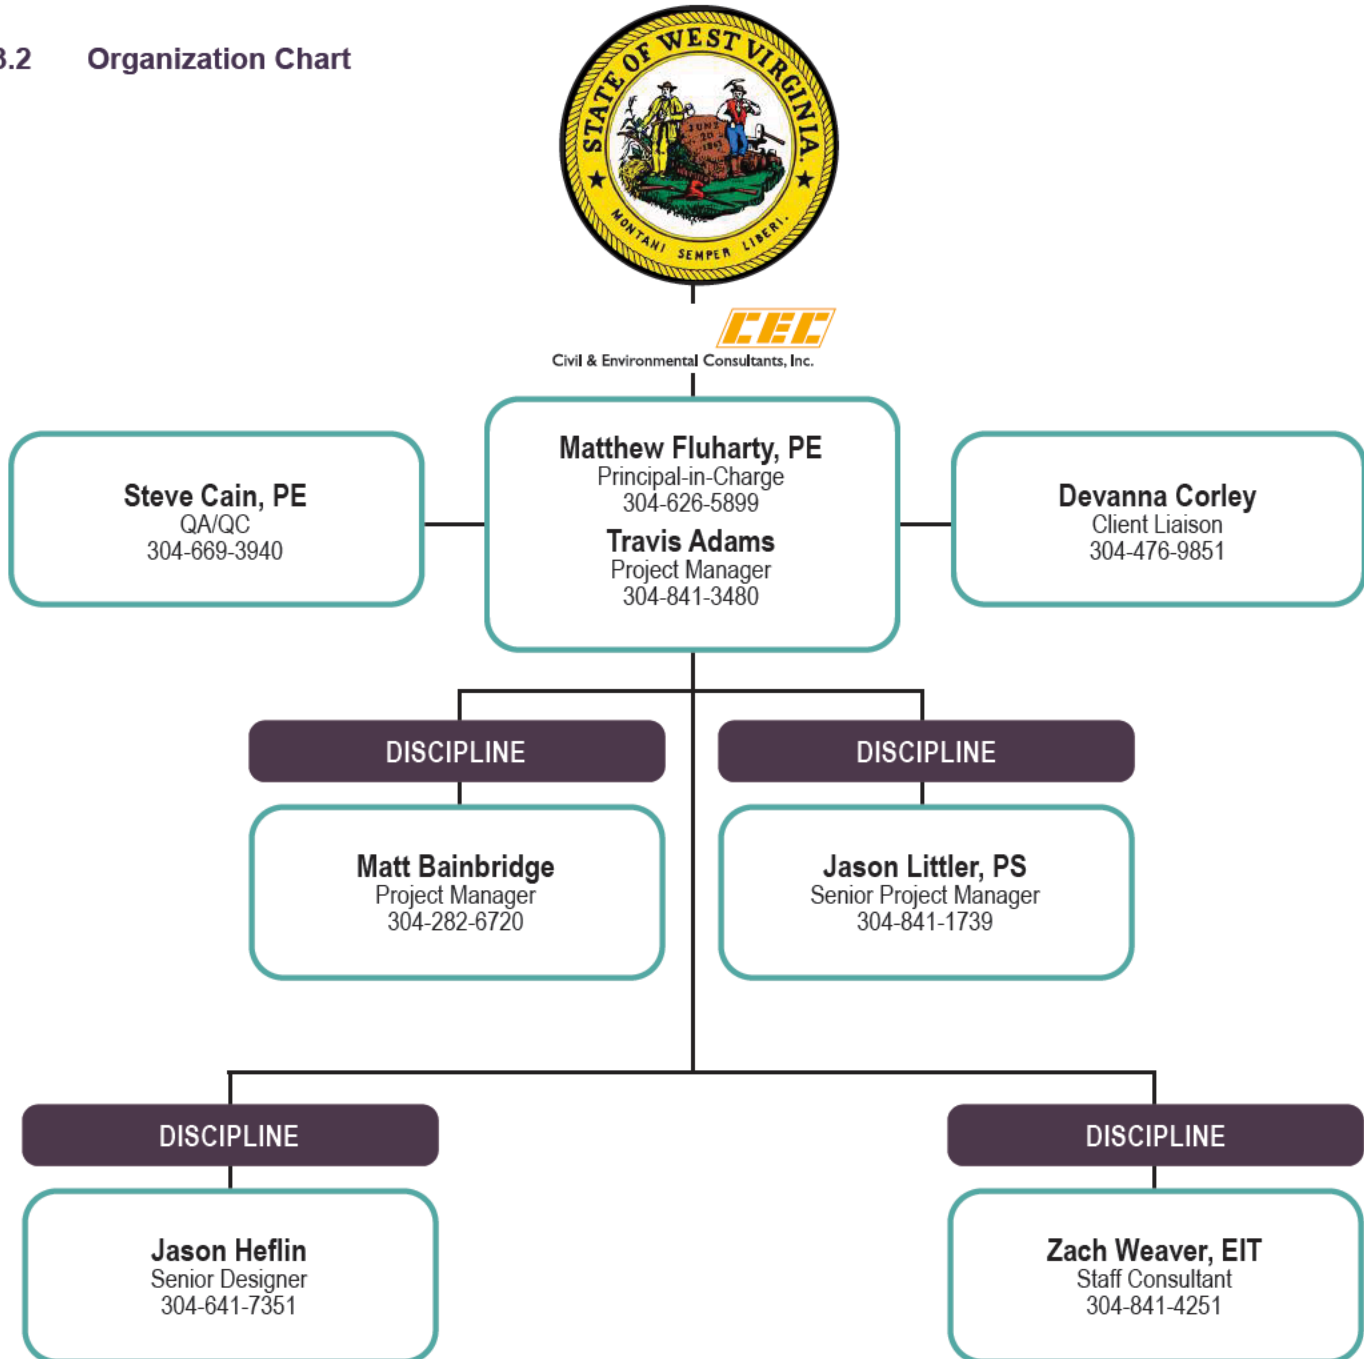 3.2 Organization Chart
STATE OF WEST VIRGINIA.
JUNE
20
1863
MONTANI SEMPER LIBERI.
CEC
Civil & Environmental Consultants, Inc.
Matthew Fluharty, PE
Principal-in-Charge
304-626-5899
Travis Adams
Project Manager
304-841-3480
Steve Cain, PE
QA/QC
304-669-3940
Devanna Corley
Client Liaison
304-476-9851
DISCIPLINE
Matt Bainbridge
Project Manager
304-282-6720
DISCIPLINE
Jason Littler, PS
Senior Project Manager
304-841-1739
DISCIPLINE
Jason Heflin
Senior Designer
304-641-7351
DISCIPLINE
Zach Weaver, EIT
Staff Consultant
304-841-4251